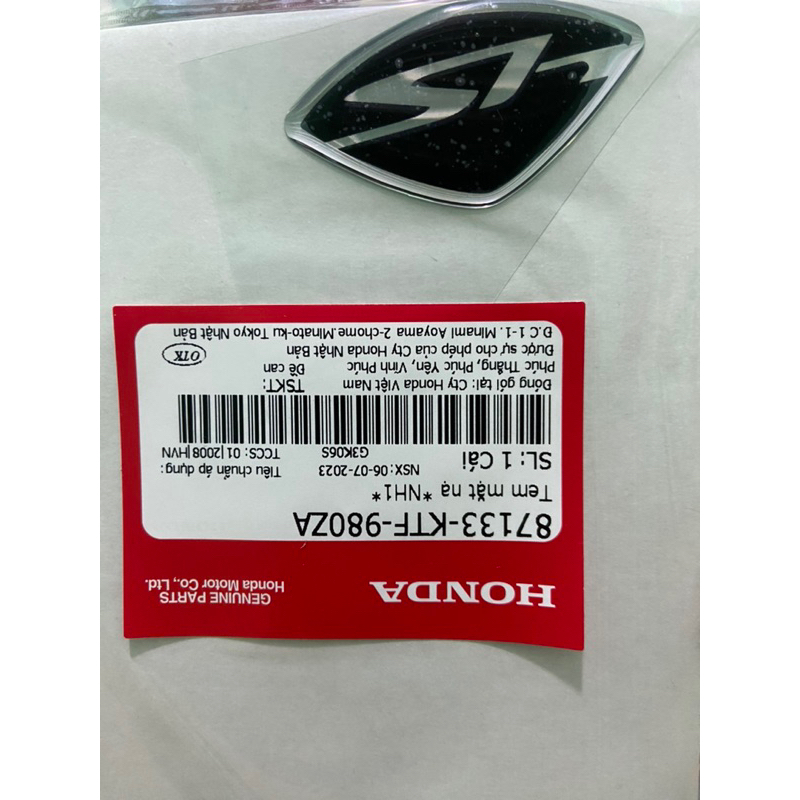 SH
HONDA
GENUINE PARTS
Honda Motor Co., Ltd.
87133-KTF-980ZA
Tem mặt nạ *NH1*
SL: 1 Cái
NSX: 06-07-2023
G3K06S
Tiêu chuẩn áp dụng:
TCCS: 01|2008|HVN
Đóng gói tại: Cty Honda Việt Nam
Phúc Thắng, Phúc Yên, Vĩnh Phúc
Được sự cho phép của Cty Honda Nhật Bản
Đ.C 1-1. Minami Aoyama 2-chome.Minato-ku Tokyo Nhật Bản
TSKT:
Đề can
OTK